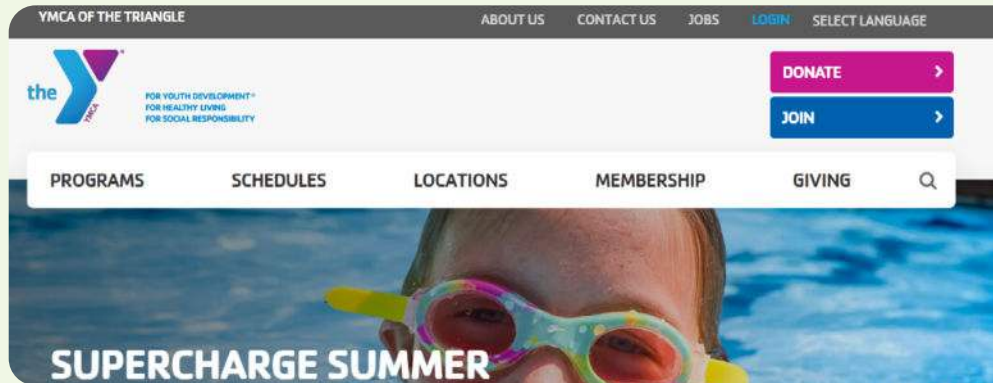 YMCA OF THE TRIANGLE ABOUT US CONTACT US JOBS LOGIN SELECT LANGUAGE
the Y YMCA
FOR YOUTH DEVELOPMENT®
FOR HEALTHY LIVING
FOR SOCIAL RESPONSIBILITY
DONATE
JOIN
PROGRAMS SCHEDULES LOCATIONS MEMBERSHIP GIVING
SUPERCHARGE SUMMER